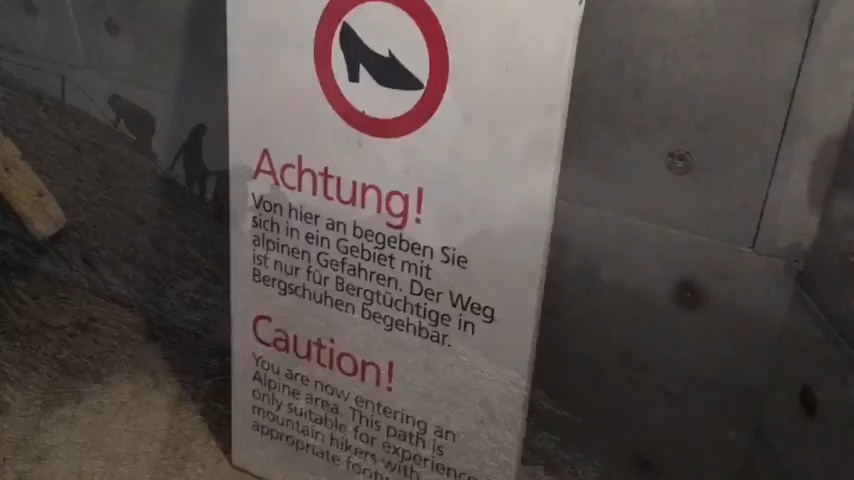 Achtung!
Von hier an begeben Sie
sich in ein Gebiet mit
alpinen Gefahren. Der Weg
ist nur für Bergtüchtige in
Bergschuhen begehbar.
Caution!
You are now entering an
Alpine area. This path is
only suitable for experience
mountain hikers with
appropriate